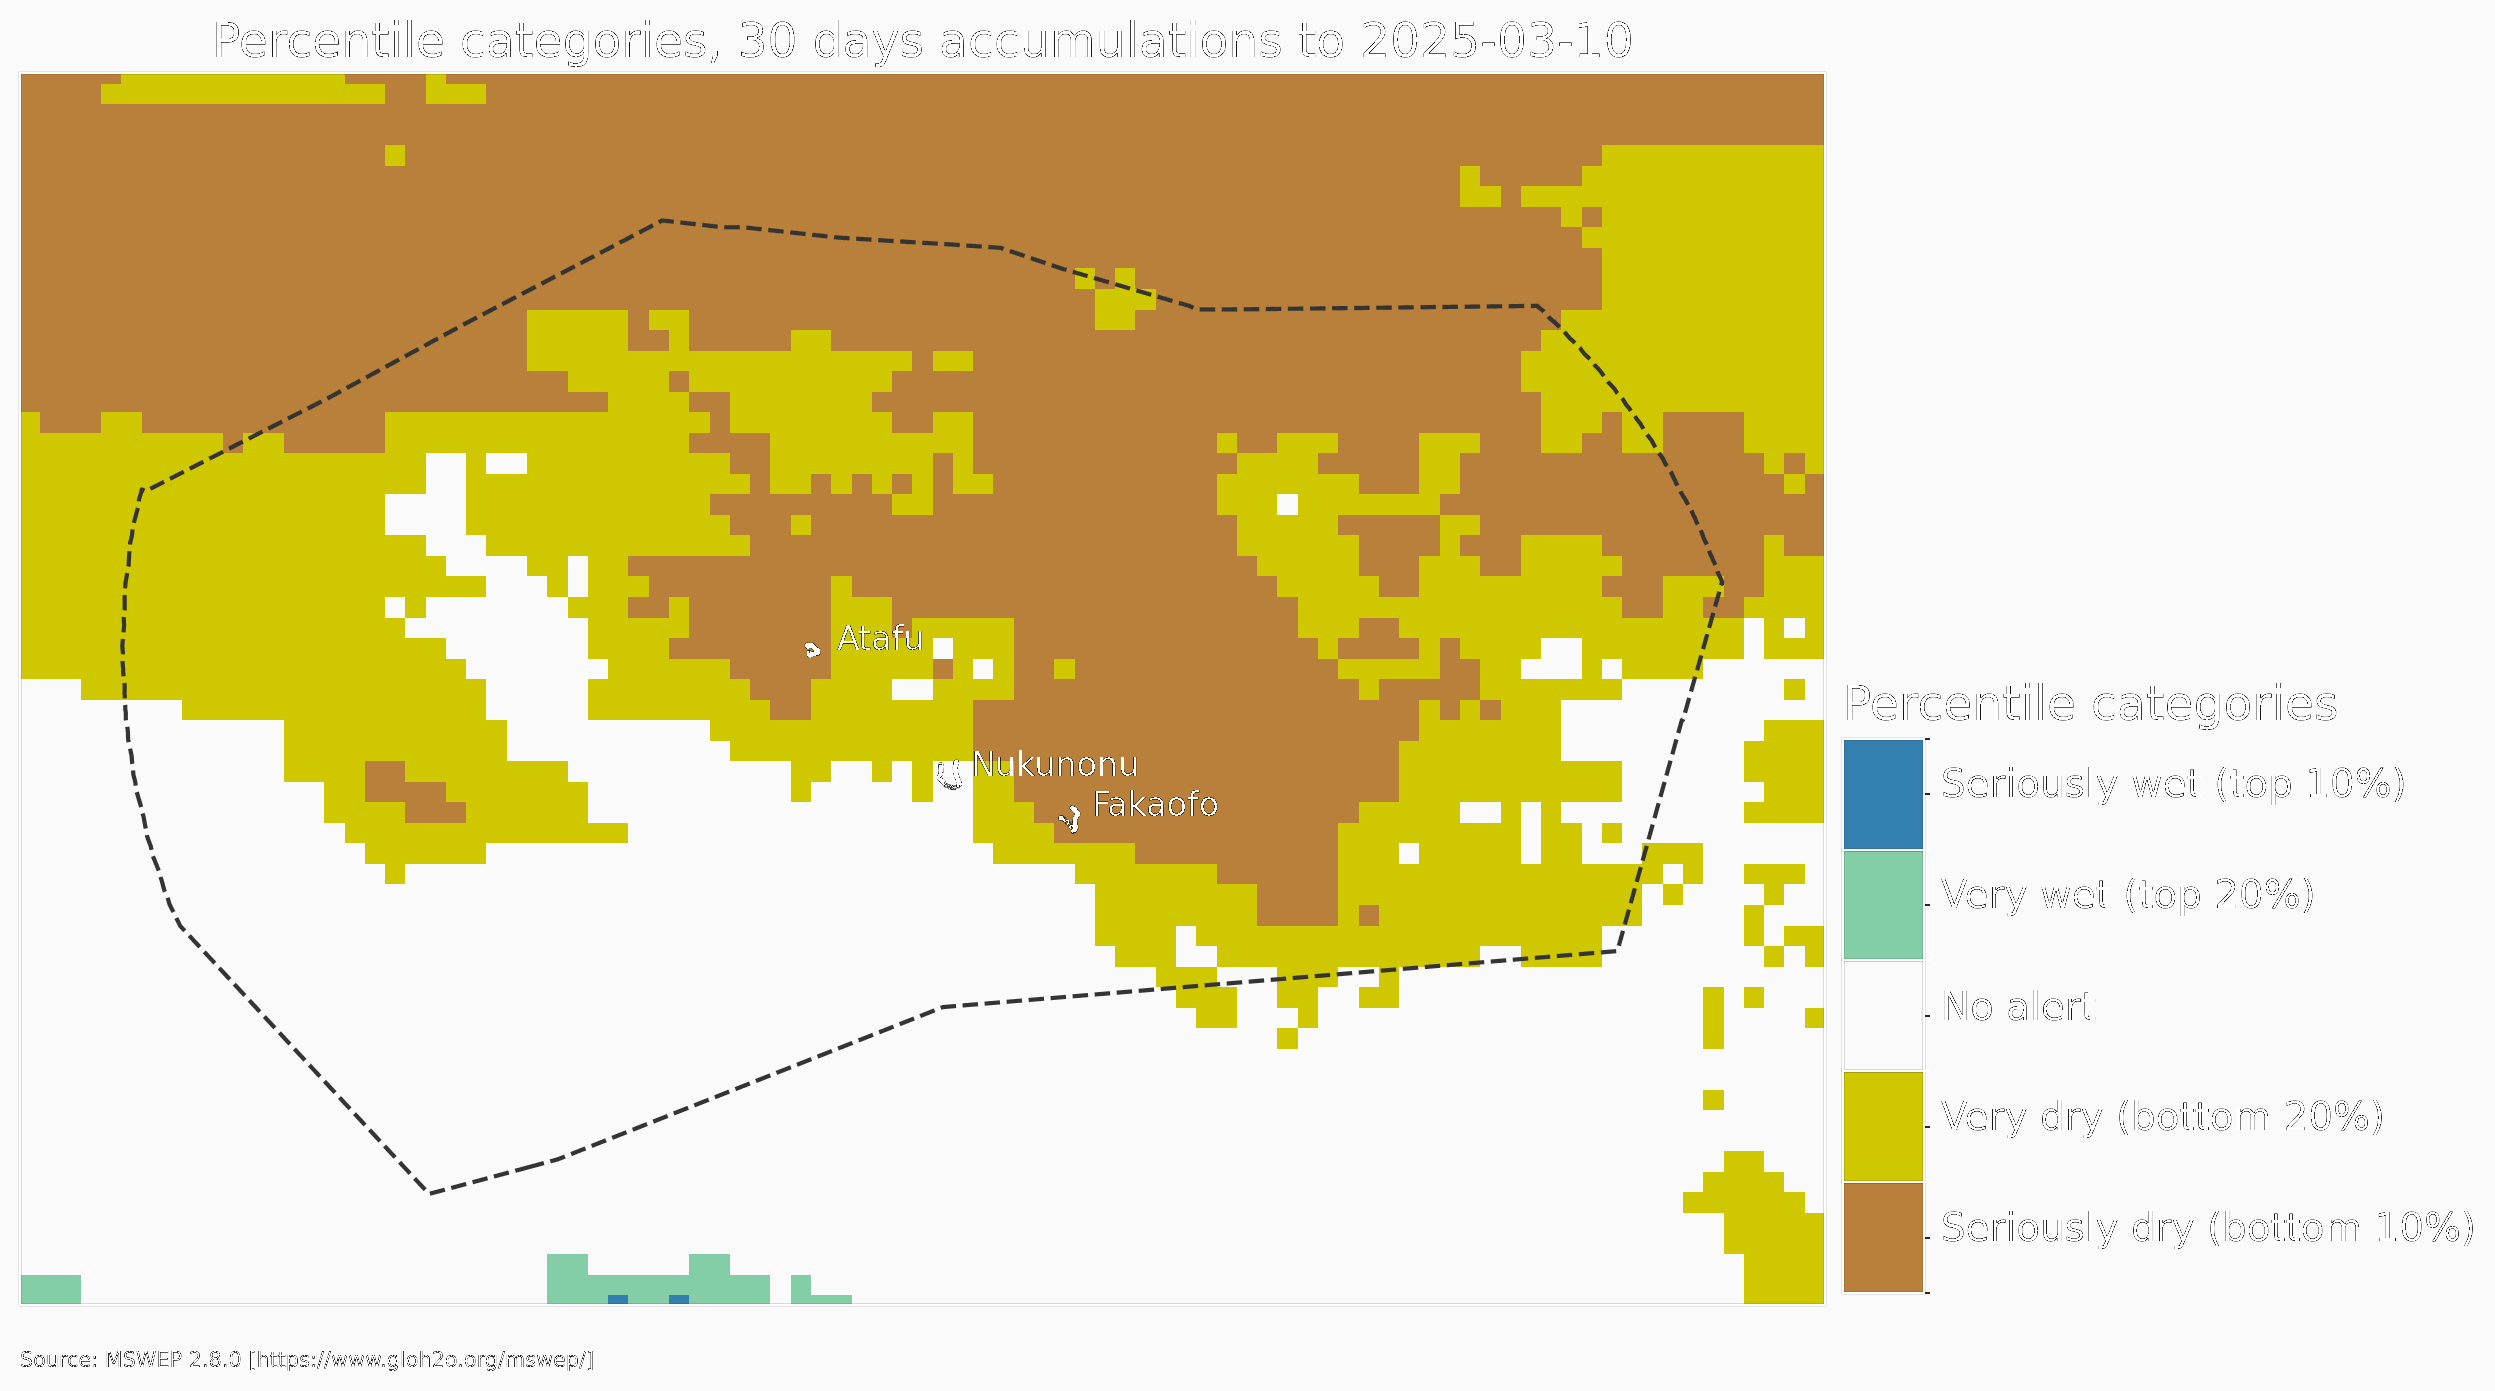 Percentile categories, 30 days accumulations to 2025-03-10
Atafu
Nukunonu
Fakaofo
Percentile categories
Seriously wet (top 10%)
Very wet (top 20%)
No alert
Very dry (bottom 20%)
Seriously dry (bottom 10%)
Source: MSWEP 2.8.0 [https://www.gloh2o.org/mswep/]